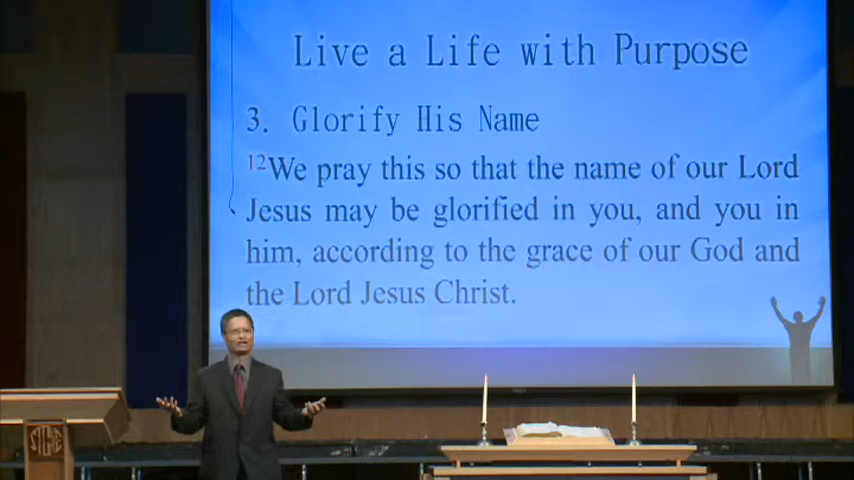 Live a Life with Purpose
3. Glorify His Name
12We pray this so that the name of our Lord
Jesus may be glorified in you, and you in
him, according to the grace of our God and
the Lord Jesus Christ.